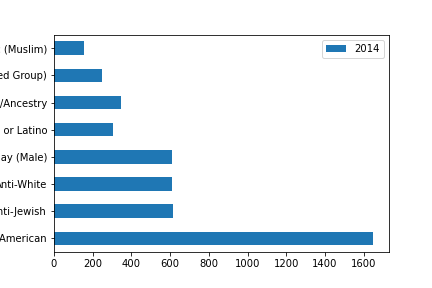 (Muslim)
ed Group)
/Ancestry
or Latino
ay (Male)
Anti-White
nti-Jewish
American
2014
0 200 400 600 800 1000 1200 1400 1600